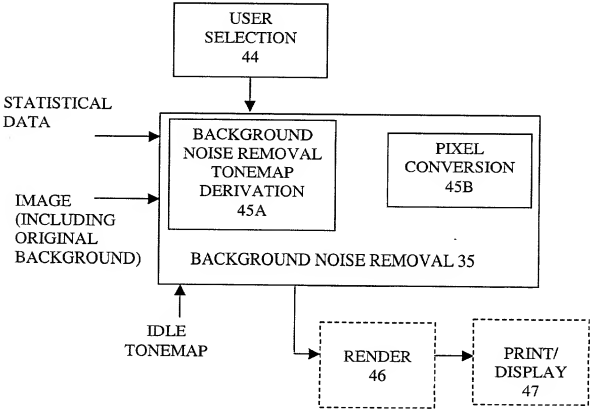 USER
SELECTION
44
STATISTICAL
DATA
BACKGROUND
NOISE REMOVAL
TONEMAP
DERIVATION
45A
PIXEL
CONVERSION
45B
IMAGE
(INCLUDING
ORIGINAL
BACKGROUND)
BACKGROUND NOISE REMOVAL 35
IDLE
TONEMAP
RENDER
46
PRINT/
DISPLAY
47